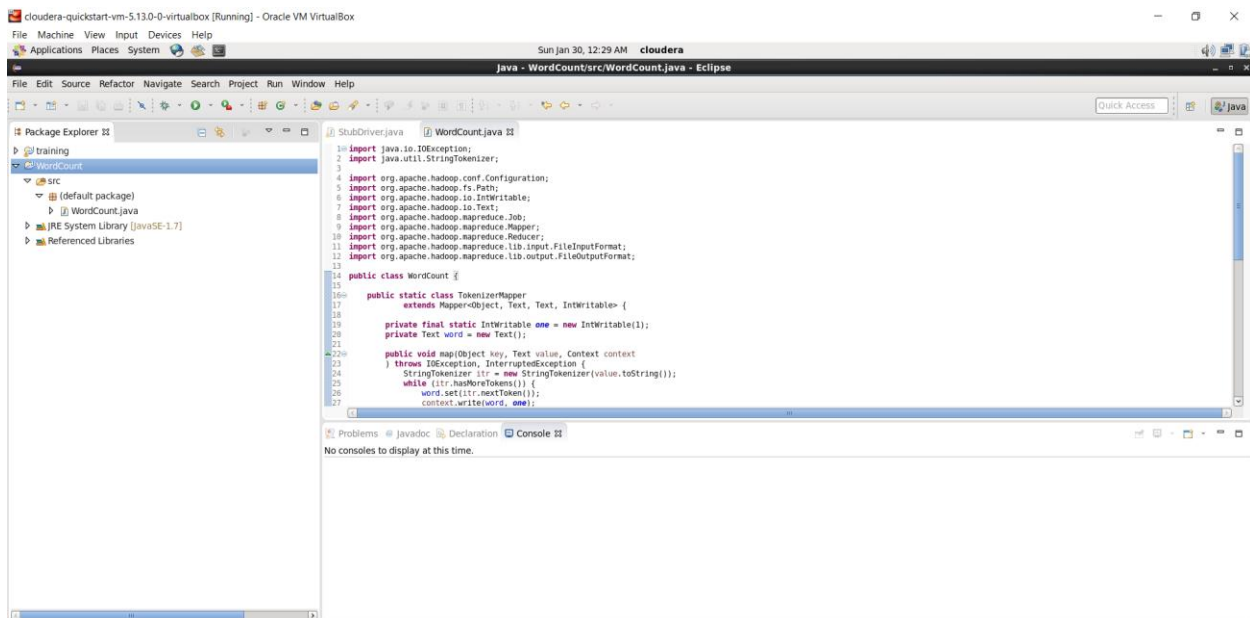 cloudera-quickstart-vm-5.13.0-0-virtualbox [Running] - Oracle VM VirtualBox
File Machine View Input Devices Help
Applications Places System Sun Jan 30, 12:29 AM cloudera
Java - WordCount/src/WordCount.java - Eclipse
File Edit Source Refactor Navigate Search Project Run Window Help
Quick Access Java
Package Explorer
training
WordCount
src
(default package)
WordCount.java
JRE System Library [JavaSE-1.7]
Referenced Libraries
StubDriver.java WordCount.java
1 import java.io.IOException;
2 import java.util.StringTokenizer;
3
4 import org.apache.hadoop.conf.Configuration;
5 import org.apache.hadoop.fs.Path;
6 import org.apache.hadoop.io.IntWritable;
7 import org.apache.hadoop.io.Text;
8 import org.apache.hadoop.mapreduce.Job;
9 import org.apache.hadoop.mapreduce.Mapper;
10 import org.apache.hadoop.mapreduce.Reducer;
11 import org.apache.hadoop.mapreduce.lib.input.FileInputFormat;
12 import org.apache.hadoop.mapreduce.lib.output.FileOutputFormat;
13
14 public class WordCount {
15
16 public static class TokenizerMapper
17 extends Mapper<Object, Text, Text, IntWritable> {
18
19 private final static IntWritable one = new IntWritable(1);
20 private Text word = new Text();
21
22 public void map(Object key, Text value, Context context
23 ) throws IOException, InterruptedException {
24 StringTokenizer itr = new StringTokenizer(value.toString());
25 while (itr.hasMoreTokens()) {
26 word.set(itr.nextToken());
27 context.write(word, one);
Problems Javadoc Declaration Console
No consoles to display at this time.